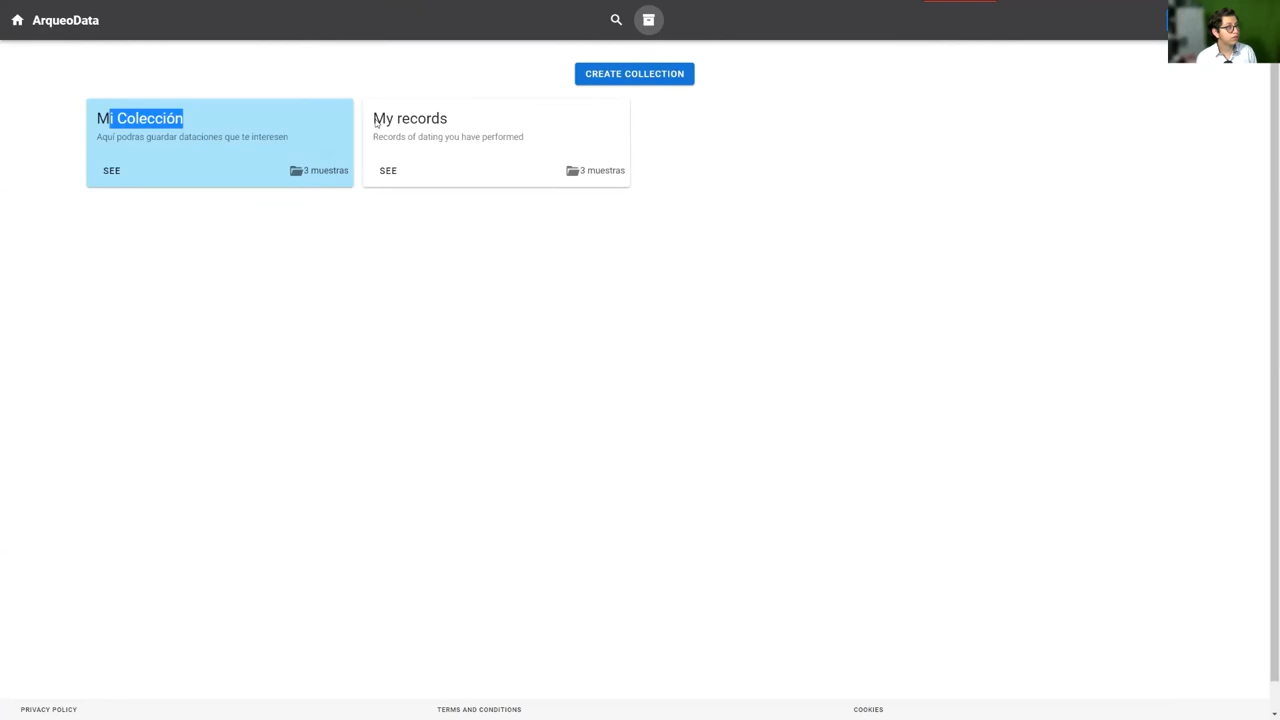 ArqueoData
CREATE COLLECTION
Mi Colección
Aquí podras guardar dataciones que te interesen
SEE
3 muestras
My records
Records of dating you have performed
SEE
3 muestras
PRIVACY POLICY
TERMS AND CONDITIONS
COOKIES